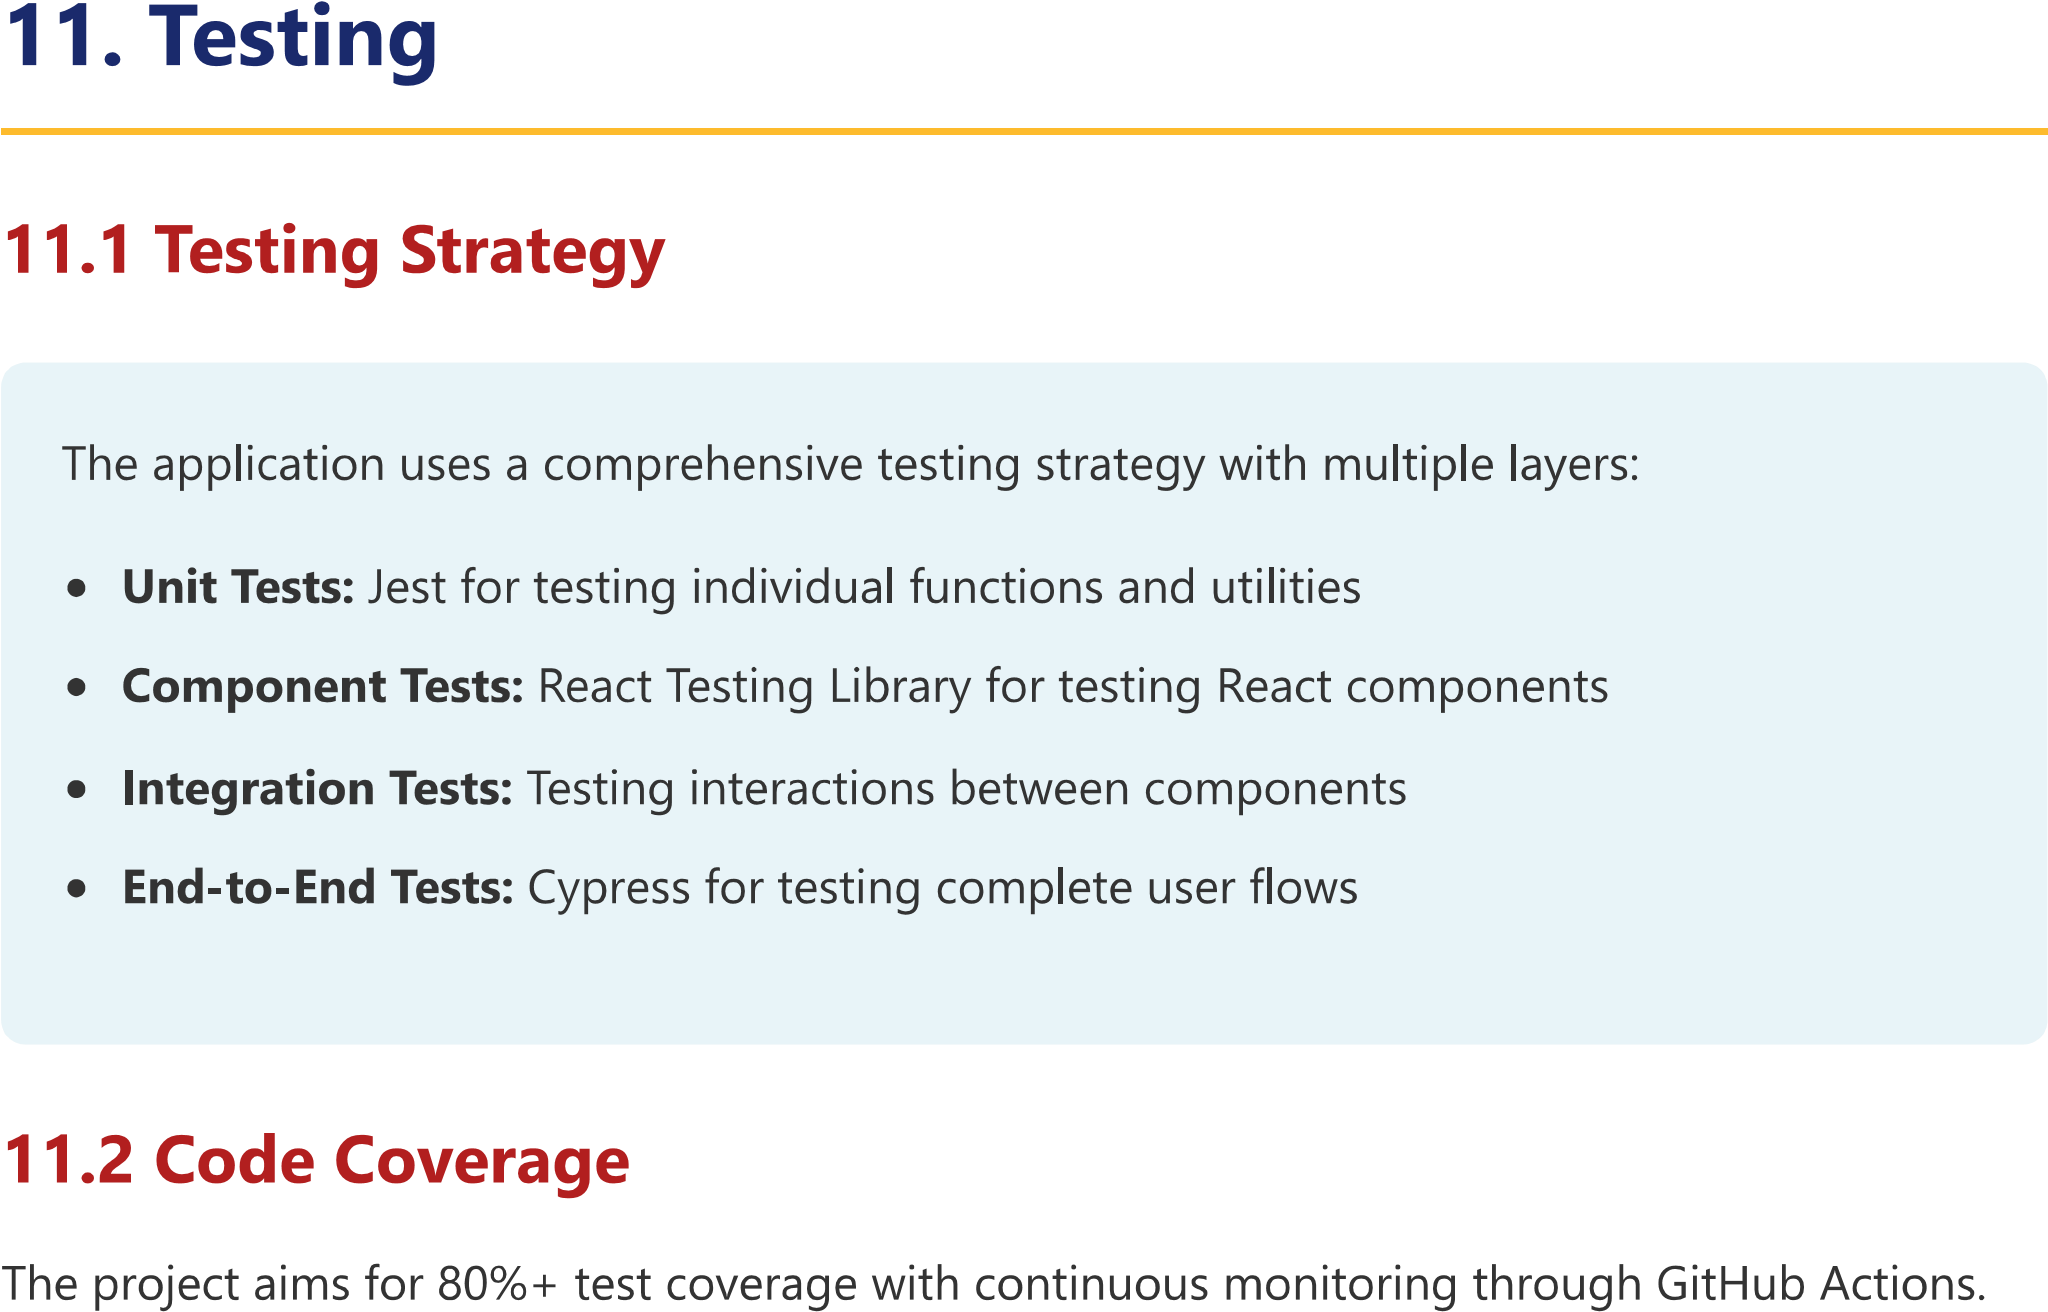 11. Testing
11.1 Testing Strategy
The application uses a comprehensive testing strategy with multiple layers:
• Unit Tests: Jest for testing individual functions and utilities
• Component Tests: React Testing Library for testing React components
• Integration Tests: Testing interactions between components
• End-to-End Tests: Cypress for testing complete user flows
11.2 Code Coverage
The project aims for 80%+ test coverage with continuous monitoring through GitHub Actions.